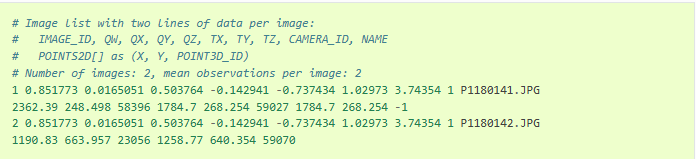 # Image list with two lines of data per image:
#   IMAGE_ID, QW, QX, QY, QZ, TX, TY, TZ, CAMERA_ID, NAME
#   POINTS2D[] as (X, Y, POINT3D_ID)
# Number of images: 2, mean observations per image: 2
1 0.851773 0.0165051 0.503764 -0.142941 -0.737434 1.02973 3.74354 1 P1180141.JPG
2362.39 248.498 58396 1784.7 268.254 59027 1784.7 268.254 -1
2 0.851773 0.0165051 0.503764 -0.142941 -0.737434 1.02973 3.74354 1 P1180142.JPG
1190.83 663.957 23056 1258.77 640.354 59070